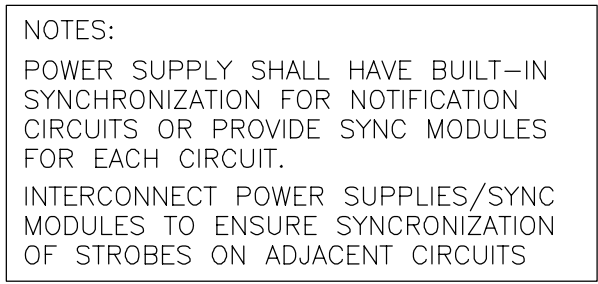 NOTES:
POWER SUPPLY SHALL HAVE BUILT-IN
SYNCHRONIZATION FOR NOTIFICATION
CIRCUITS OR PROVIDE SYNC MODULES
FOR EACH CIRCUIT.
INTERCONNECT POWER SUPPLIES/SYNC
MODULES TO ENSURE SYNCRONIZATION
OF STROBES ON ADJACENT CIRCUITS